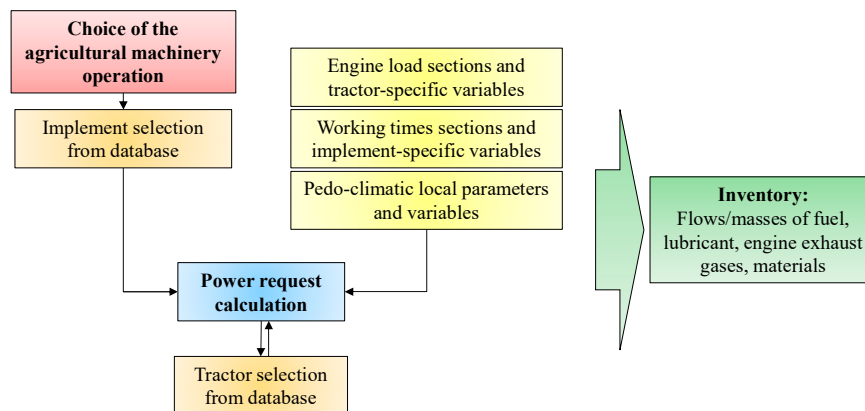 Choice of the
agricultural machinery
operation
Implement selection
from database
Engine load sections and
tractor-specific variables
Working times sections and
implement-specific variables
Pedo-climatic local parameters
and variables
Power request
calculation
Tractor selection
from database
Inventory:
Flows/masses of fuel,
lubricant, engine exhaust
gases, materials